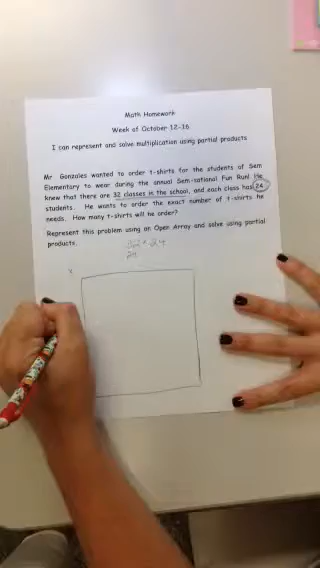 Math Homework
Week of October 12-16
I can represent and solve multiplication using partial products
Mr Gonzales wanted to order t-shirts for the students of Sem
Elementary to wear during the annual Sem-sational Fun Run! He
knew that there are 32 classes in the school, and each class has 24
students. He wants to order the exact number of t-shirts he
needs. How many t-shirts will he order?
Represent this problem using an Open Array and solve using partial
products.
32 × 24
x